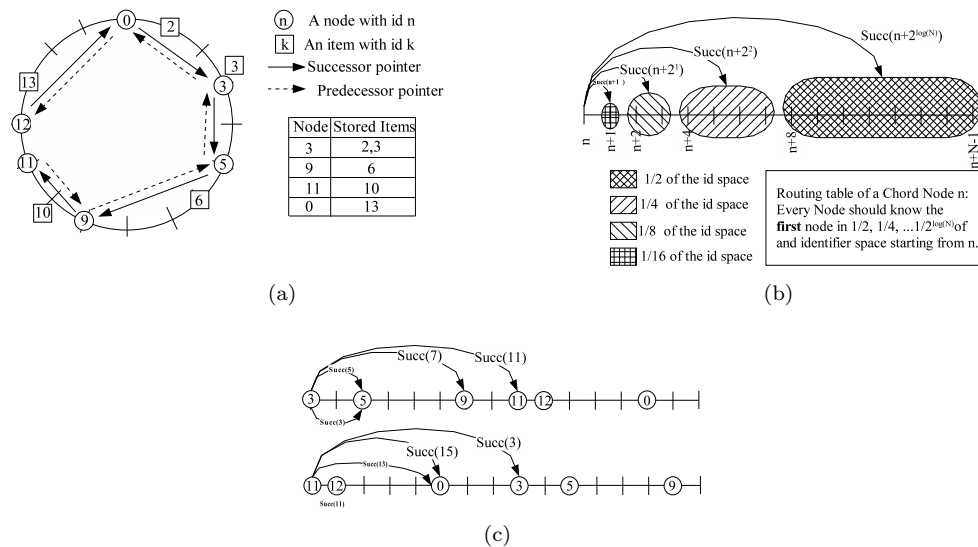 0
2
3
3
13
12
5
11
6
10
9
(n) A node with id n
k An item with id k
Successor pointer
Predecessor pointer
Node Stored Items
3 2,3
9 6
11 10
0 13
(a)
Succ(n+2^log(N))
Succ(n+2^2)
Succ(n+2^1)
Succ(n+1 )
n
n+1
n+2
n+4
n+8
n+N-1
1/2 of the id space
1/4 of the id space
1/8 of the id space
1/16 of the id space
Routing table of a Chord Node n:
Every Node should know the
first node in 1/2, 1/4, ...1/2^log(N) of
and identifier space starting from n.
(b)
Succ(7) Succ(11)
Succ(5)
3 5 9 11 12 0
Succ(3)
Succ(3)
Succ(15)
Succ(13)
11 12 0 3 5 9
Succ(11)
(c)